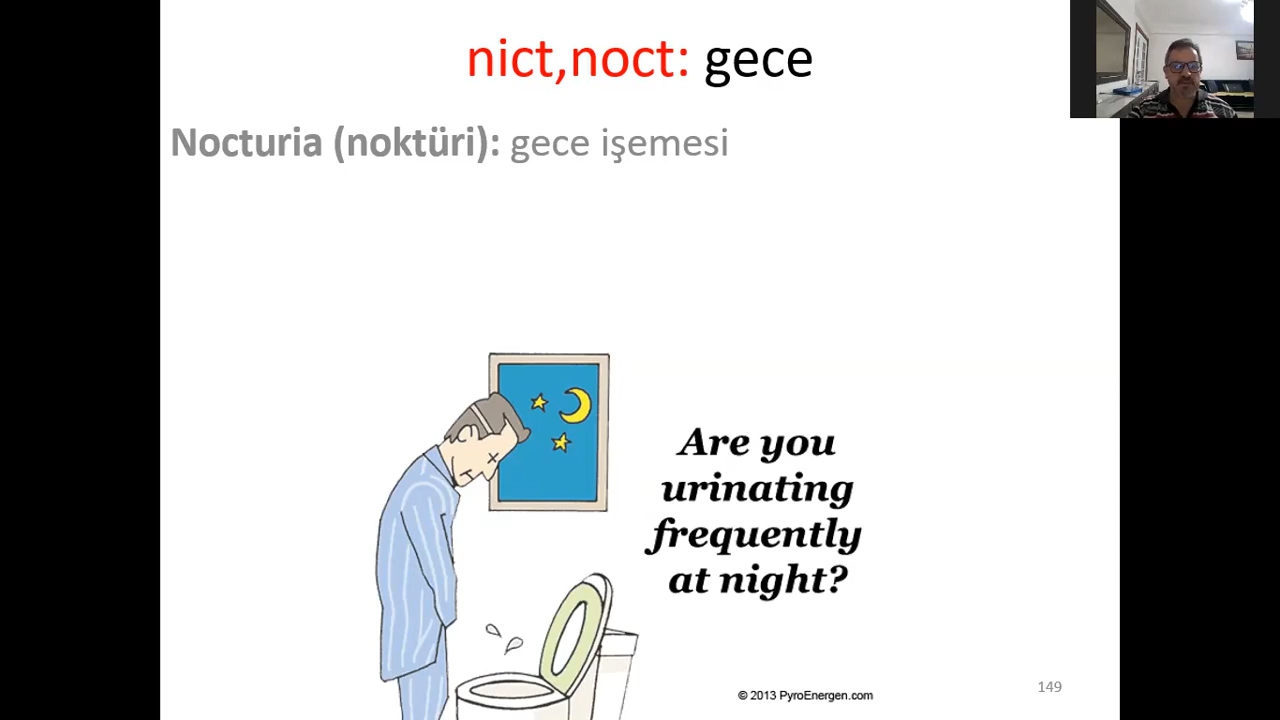 nict,noct: gece
Nocturia (noktüri): gece işemesi
Are you
urinating
frequently
at night?
© 2013 PyroEnergen.com
149